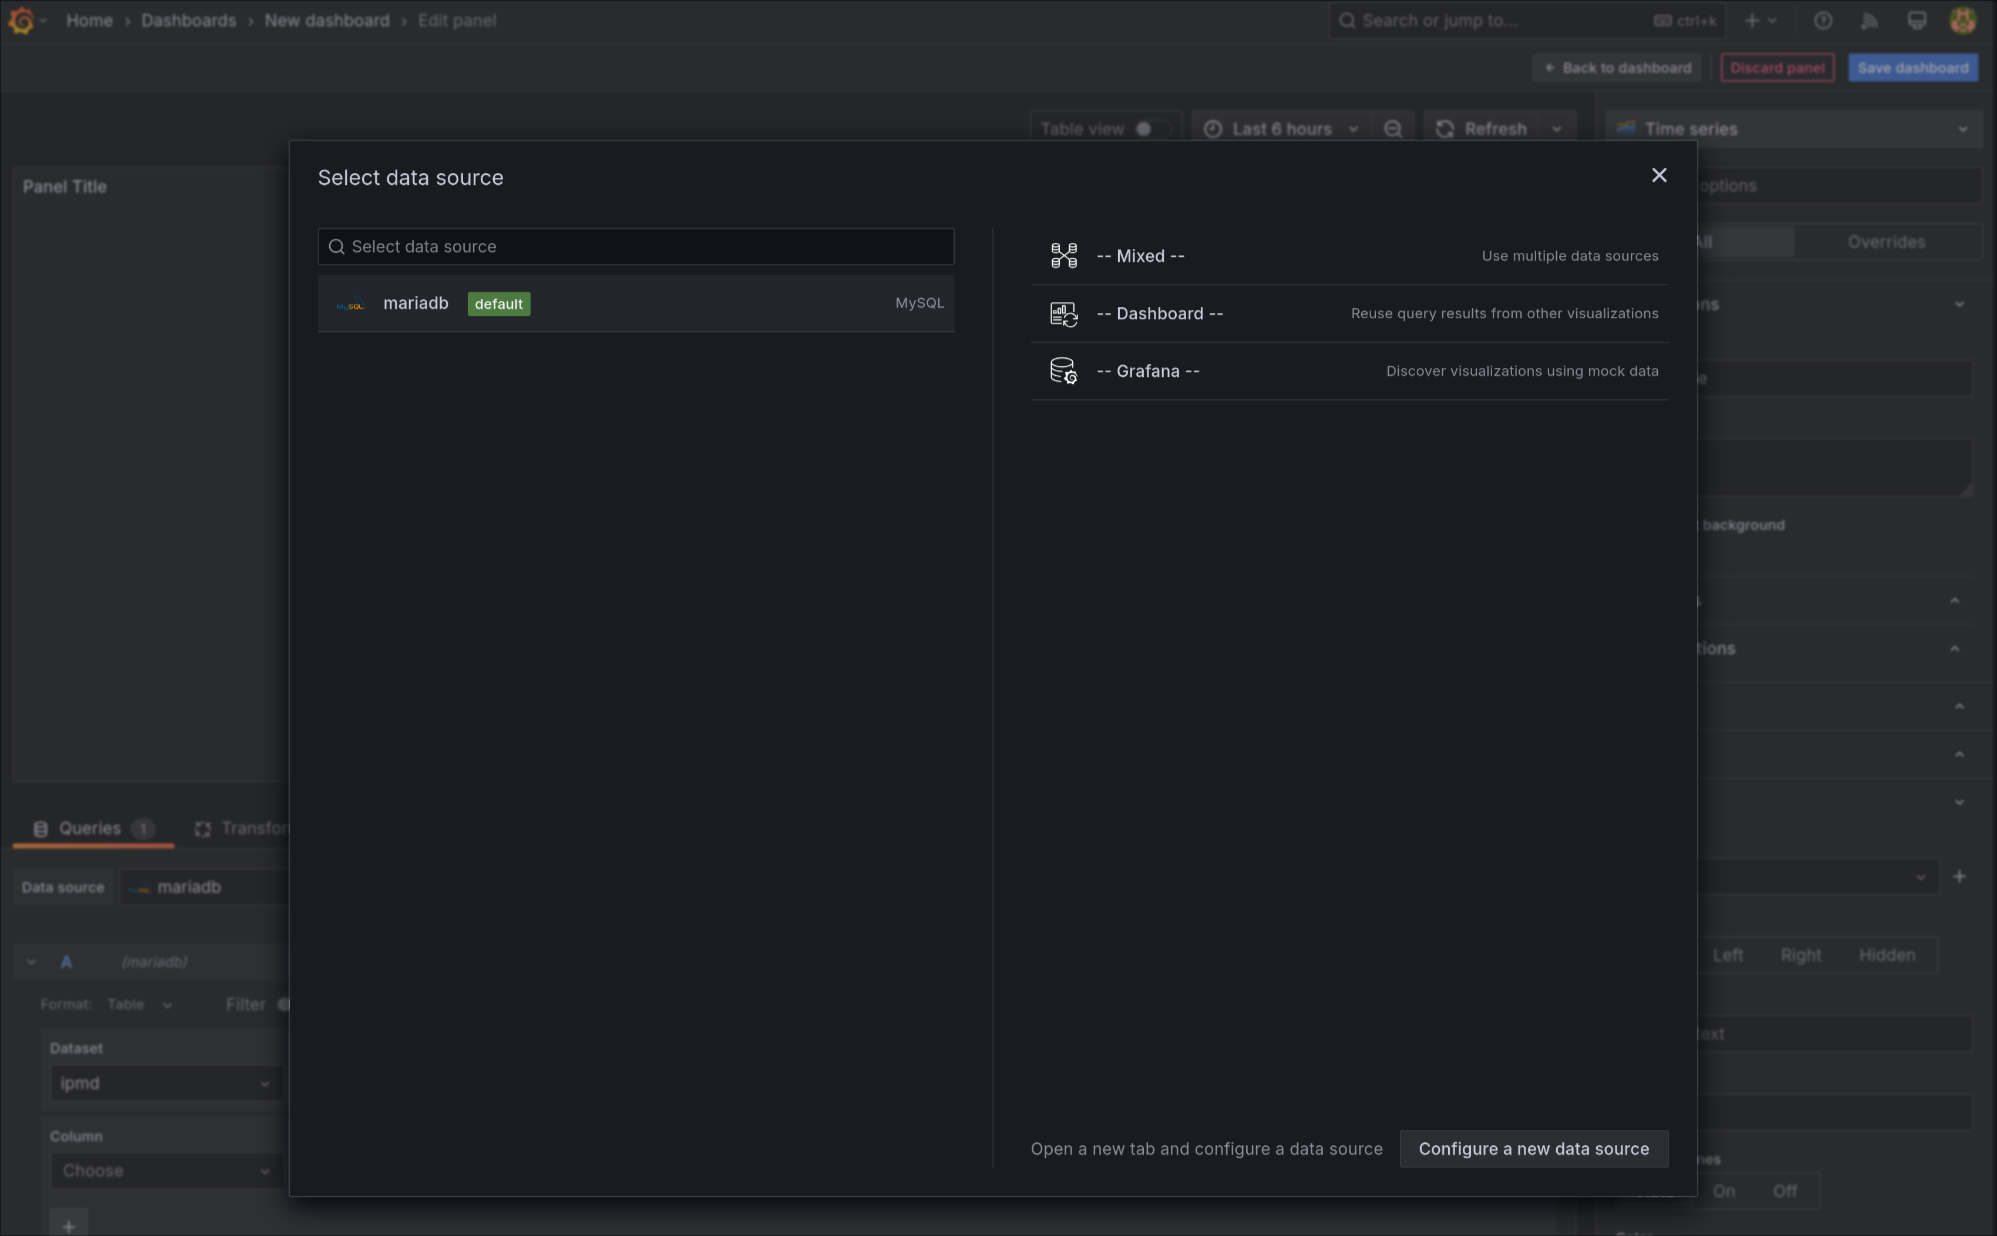 Home › Dashboards › New dashboard › Edit panel
Search or jump to...
ctrl+k
Back to dashboard
Discard panel
Save dashboard
Table view
Last 6 hours
Refresh
Time series
Panel Title
options
All
Overrides
Select data source
Select data source
MySQL
mariadb
default
MySQL
-- Mixed --
Use multiple data sources
-- Dashboard --
Reuse query results from other visualizations
-- Grafana --
Discover visualizations using mock data
background
Open a new tab and configure a data source
Configure a new data source
Queries 1
Data source
mariadb
A (mariadb)
Format: Table
Filter
Dataset
ipmd
Column
Choose
+
Left
Right
Hidden
On
Off